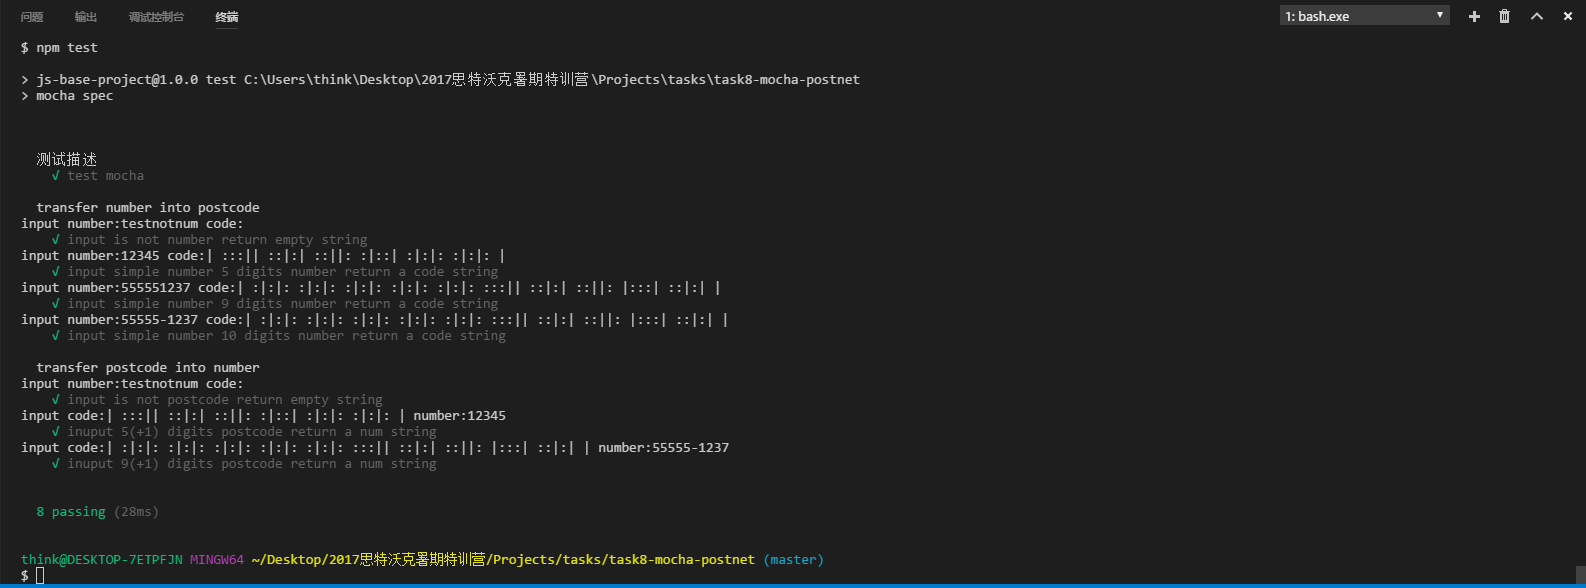 问题 输出 调试控制台 终端 1: bash.exe
$ npm test
> js-base-project@1.0.0 test C:\Users\think\Desktop\2017思特沃克暑期特训营\Projects\tasks\task8-mocha-postnet
> mocha spec
测试描述
√ test mocha
transfer number into postcode
input number:testnotnum code:
√ input is not number return empty string
input number:12345 code:| :::|| ::|:| ::||: :|::| :|:|: :|:|: |
√ input simple number 5 digits number return a code string
input number:555551237 code:| :|:|: :|:|: :|:|: :|:|: :|:|: :::|| ::|:| ::||: |:::| ::|:| |
√ input simple number 9 digits number return a code string
input number:55555-1237 code:| :|:|: :|:|: :|:|: :|:|: :|:|: :::|| ::|:| ::||: |:::| ::|:| |
√ input simple number 10 digits number return a code string
transfer postcode into number
input number:testnotnum code:
√ input is not postcode return empty string
input code:| :::|| ::|:| ::||: :|::| :|:|: :|:|: | number:12345
√ inuput 5(+1) digits postcode return a num string
input code:| :|:|: :|:|: :|:|: :|:|: :|:|: :::|| ::|:| ::||: |:::| ::|:| | number:55555-1237
√ inuput 9(+1) digits postcode return a num string
8 passing (28ms)
think@DESKTOP-7ETPFJN MINGW64 ~/Desktop/2017思特沃克暑期特训营/Projects/tasks/task8-mocha-postnet (master)
$